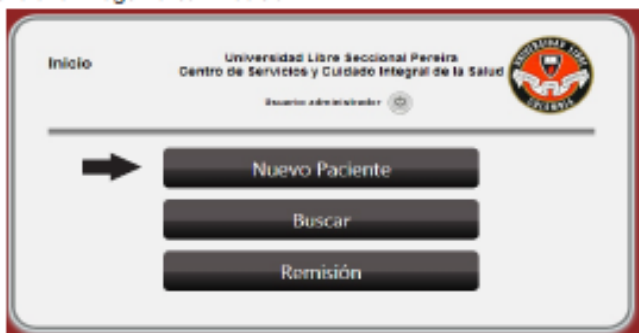 Inicio
Universidad Libre Seccional Pereira
Centro de Servicios y Cuidado Integral de la Salud
Usuario administrador
Nuevo Paciente
Buscar
Remisión